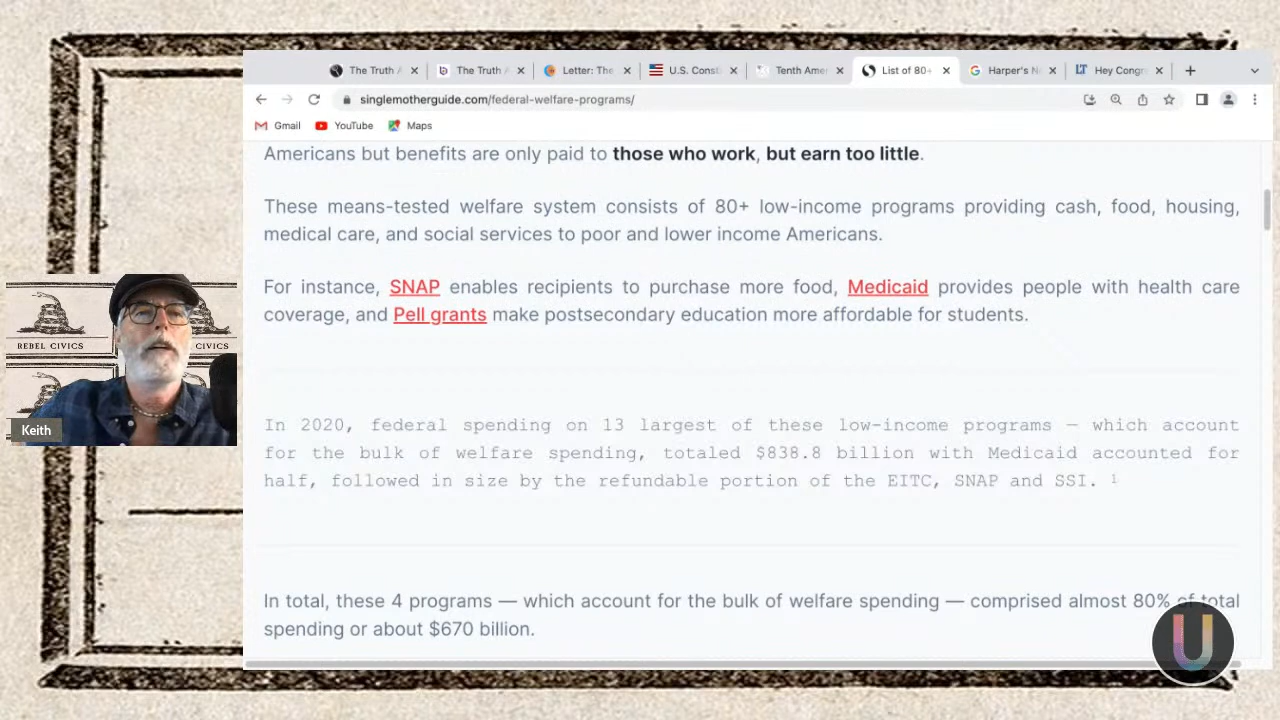 The Truth A
The Truth A
Letter: The
U.S. Const
Tenth Amer
List of 80+
Harper's N
Hey Congr
singlemotherguide.com/federal-welfare-programs/
Gmail
YouTube
Maps
Americans but benefits are only paid to those who work, but earn too little.
These means-tested welfare system consists of 80+ low-income programs providing cash, food, housing,
medical care, and social services to poor and lower income Americans.
For instance, SNAP enables recipients to purchase more food, Medicaid provides people with health care
coverage, and Pell grants make postsecondary education more affordable for students.
In 2020, federal spending on 13 largest of these low-income programs — which account
for the bulk of welfare spending, totaled $838.8 billion with Medicaid accounted for
half, followed in size by the refundable portion of the EITC, SNAP and SSI. 1
In total, these 4 programs — which account for the bulk of welfare spending — comprised almost 80% of total
spending or about $670 billion.
REBEL CIVICS
CIVICS
Keith
U